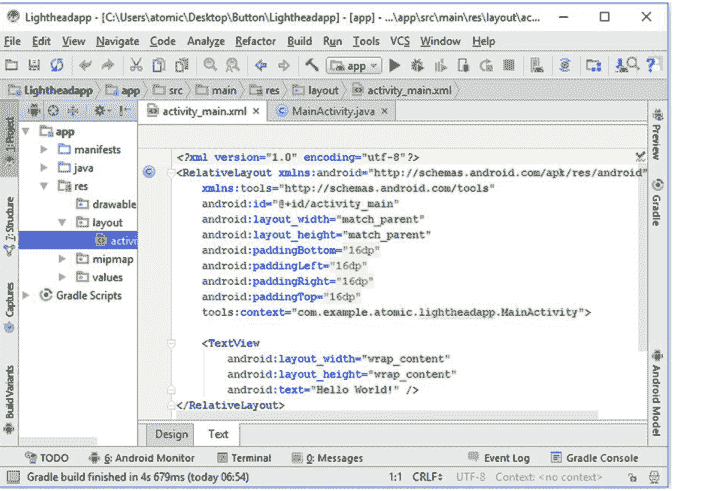 Lightheadapp - [C:\Users\atomic\Desktop\Button\Lightheadapp] - [app] - ...\app\src\main\res\layout\ac...
File Edit View Navigate Code Analyze Refactor Build Run Tools VCS Window Help
app
Lightheadapp app src main res layout activity_main.xml
activity_main.xml MainActivity.java
1: Project
7: Structure
Captures
Build Variants
app
manifests
java
res
drawable
layout
activi
mipmap
values
Gradle Scripts
<?xml version="1.0" encoding="utf-8"?>
<RelativeLayout xmlns:android="http://schemas.android.com/apk/res/android"
xmlns:tools="http://schemas.android.com/tools"
android:id="@+id/activity_main"
android:layout_width="match_parent"
android:layout_height="match_parent"
android:paddingBottom="16dp"
android:paddingLeft="16dp"
android:paddingRight="16dp"
android:paddingTop="16dp"
tools:context="com.example.atomic.lightheadapp.MainActivity">
<TextView
android:layout_width="wrap_content"
android:layout_height="wrap_content"
android:text="Hello World!" />
</RelativeLayout>
Preview
Gradle
Android Model
Design Text
TODO 6: Android Monitor Terminal 0: Messages Event Log Gradle Console
Gradle build finished in 4s 679ms (today 06:54) 1:1 CRLF UTF-8 Context: <no context>